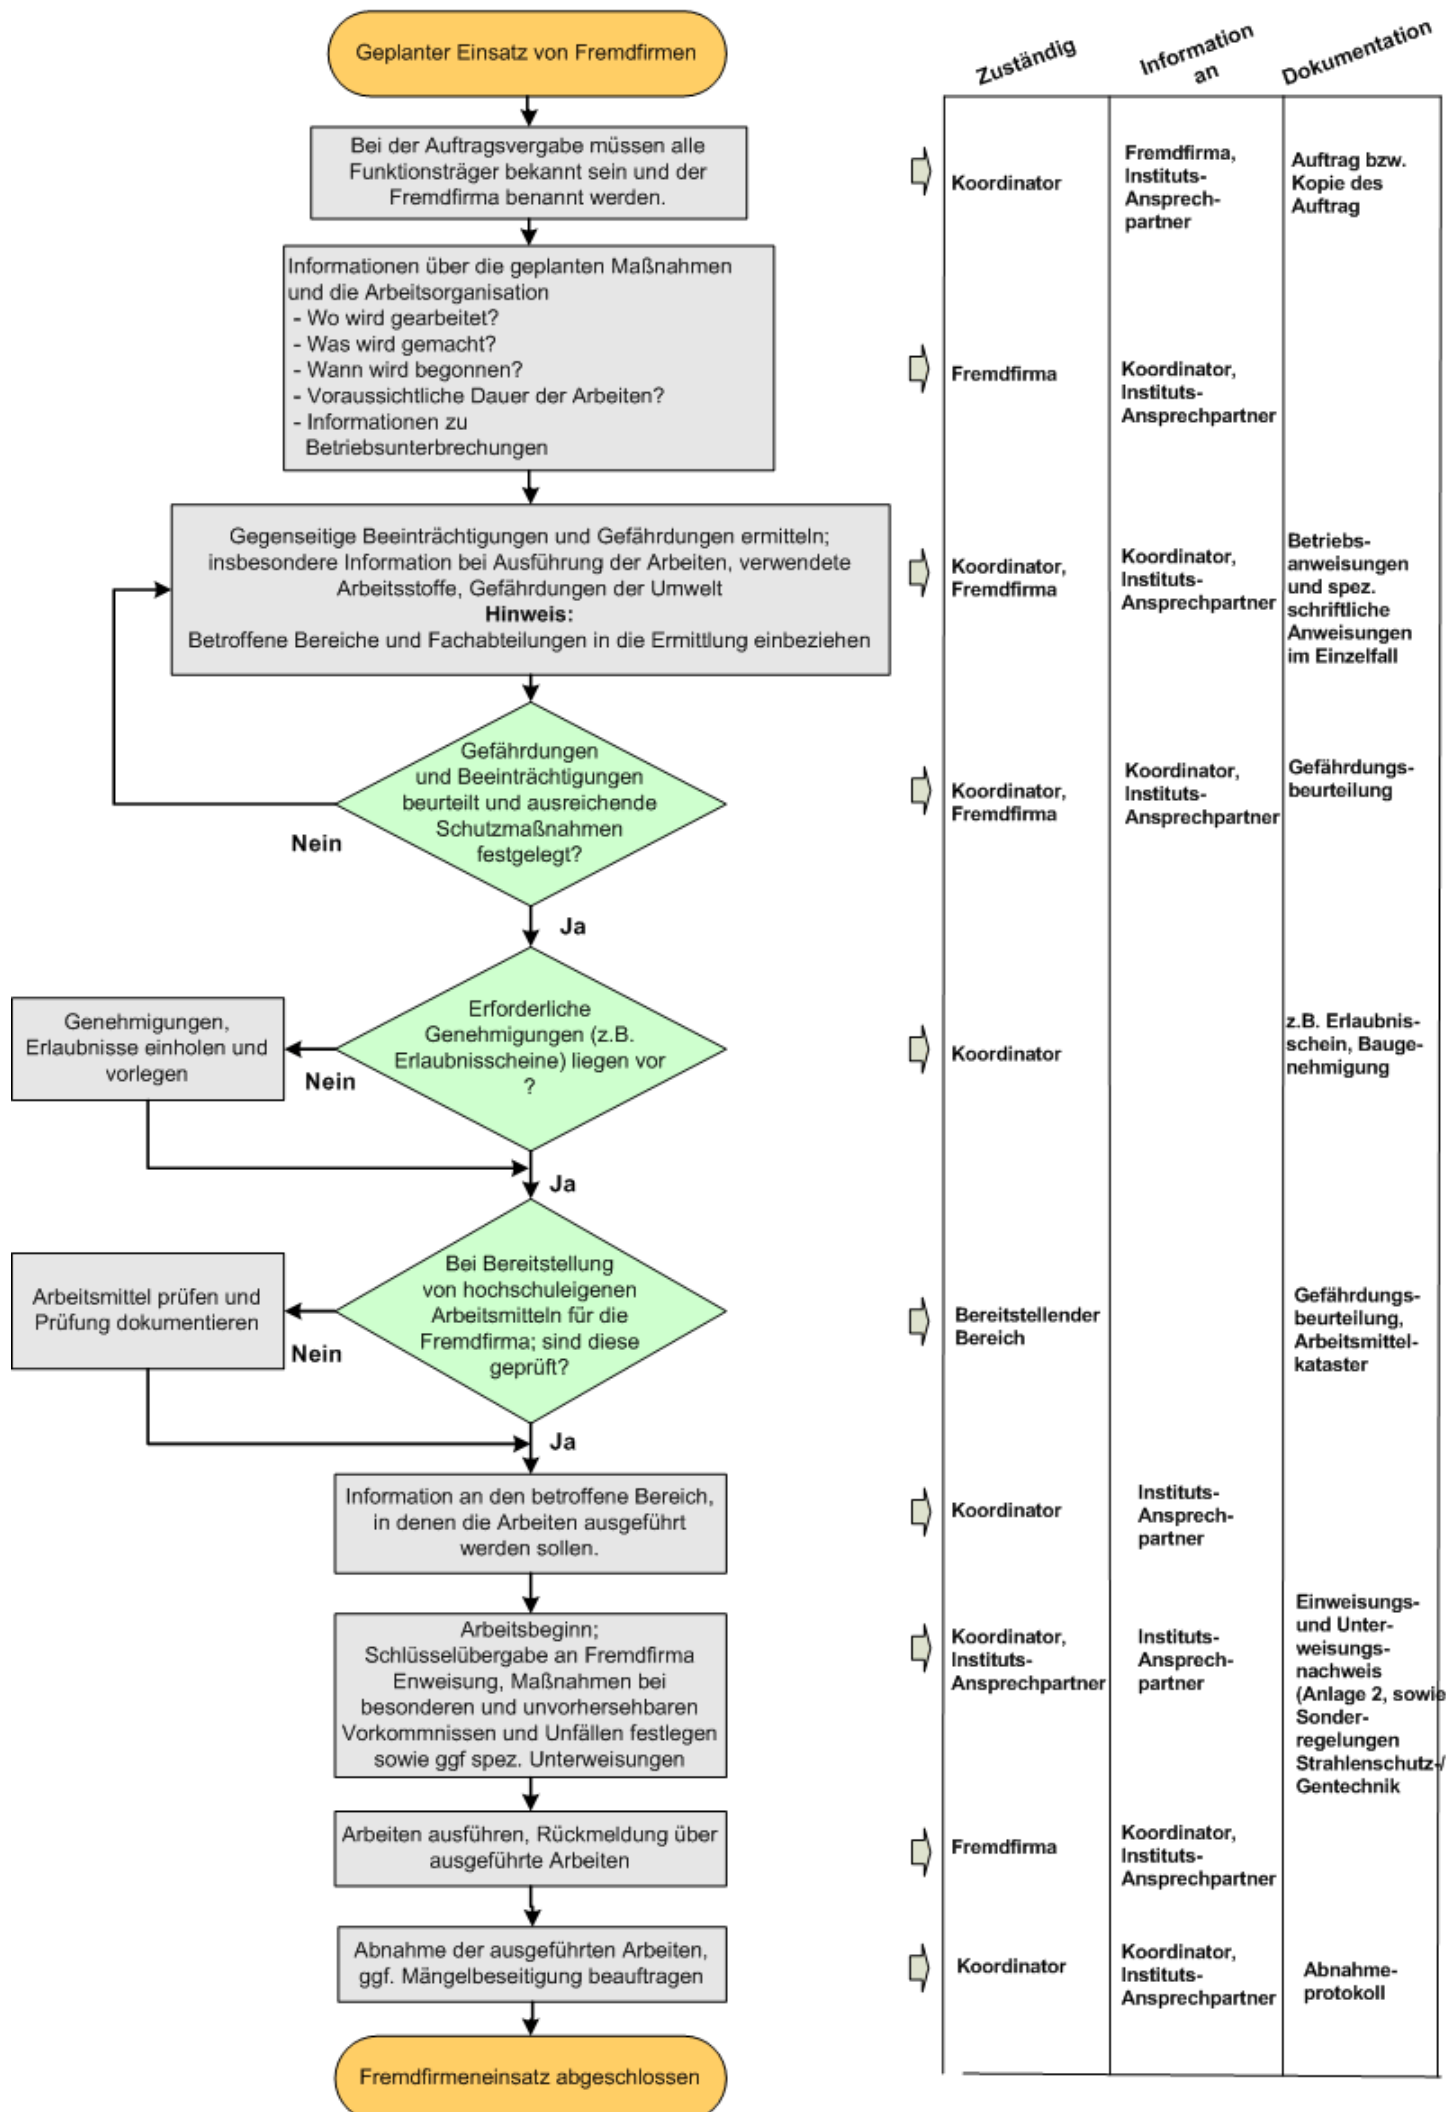 Geplanter Einsatz von Fremdfirmen
Zuständig
Information
an
Dokumentation
Bei der Auftragsvergabe müssen alle
Funktionsträger bekannt sein und der
Fremdfirma benannt werden.
Koordinator
Fremdfirma,
Instituts-
Ansprech-
partner
Auftrag bzw.
Kopie des
Auftrag
Informationen über die geplanten Maßnahmen
und die Arbeitsorganisation
- Wo wird gearbeitet?
- Was wird gemacht?
- Wann wird begonnen?
- Voraussichtliche Dauer der Arbeiten?
- Informationen zu
Betriebsunterbrechungen
Fremdfirma
Koordinator,
Instituts-
Ansprechpartner
Gegenseitige Beeinträchtigungen und Gefährdungen ermitteln;
insbesondere Information bei Ausführung der Arbeiten, verwendete
Arbeitsstoffe, Gefährdungen der Umwelt
Hinweis:
Betroffene Bereiche und Fachabteilungen in die Ermittlung einbeziehen
Koordinator,
Fremdfirma
Koordinator,
Instituts-
Ansprechpartner
Betriebs-
anweisungen
und spez.
schriftliche
Anweisungen
im Einzelfall
Gefährdungen
und Beeinträchtigungen
beurteilt und ausreichende
Schutzmaßnahmen
festgelegt?
Nein
Ja
Koordinator,
Fremdfirma
Koordinator,
Instituts-
Ansprechpartner
Gefährdungs-
beurteilung
Erforderliche
Genehmigungen (z.B.
Erlaubnisscheine) liegen vor
?
Nein
Genehmigungen,
Erlaubnisse einholen und
vorlegen
Ja
Koordinator
z.B. Erlaubnis-
schein, Bauge-
nehmigung
Bei Bereitstellung
von hochschuleigenen
Arbeitsmitteln für die
Fremdfirma; sind diese
geprüft?
Nein
Arbeitsmittel prüfen und
Prüfung dokumentieren
Ja
Bereitstellender
Bereich
Gefährdungs-
beurteilung,
Arbeitsmittel-
kataster
Information an den betroffene Bereich,
in denen die Arbeiten ausgeführt
werden sollen.
Koordinator
Instituts-
Ansprech-
partner
Arbeitsbeginn;
Schlüsselübergabe an Fremdfirma
Enweisung, Maßnahmen bei
besonderen und unvorhersehbaren
Vorkommnissen und Unfällen festlegen
sowie ggf spez. Unterweisungen
Koordinator,
Instituts-
Ansprechpartner
Instituts-
Ansprech-
partner
Einweisungs-
und Unter-
weisungs-
nachweis
(Anlage 2, sowie
Sonder-
regelungen
Strahlenschutz-/
Gentechnik
Arbeiten ausführen, Rückmeldung über
ausgeführte Arbeiten
Fremdfirma
Koordinator,
Instituts-
Ansprechpartner
Abnahme der ausgeführten Arbeiten,
ggf. Mängelbeseitigung beauftragen
Koordinator
Koordinator,
Instituts-
Ansprechpartner
Abnahme-
protokoll
Fremdfirmeneinsatz abgeschlossen